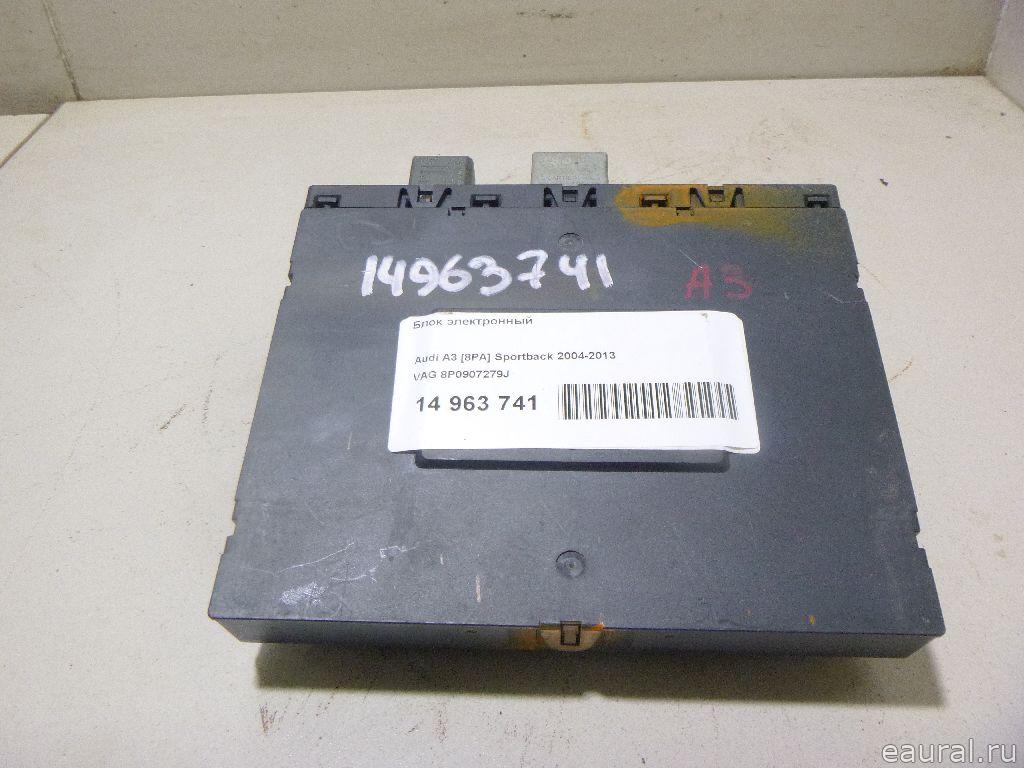 14963741
A3
Блок электронный
Audi A3 [8PA] Sportback 2004-2013
VAG 8P0907279J
14 963 741
eaural.ru